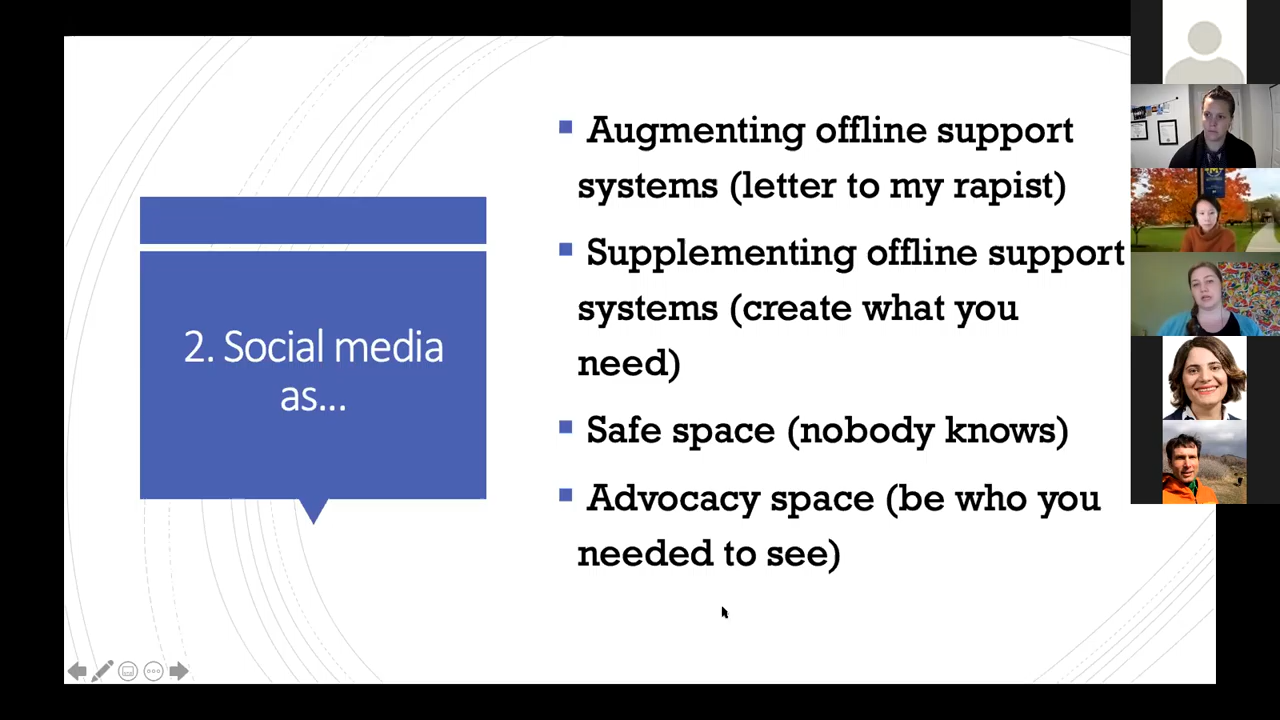 2. Social media
as...
Augmenting offline support
systems (letter to my rapist)
Supplementing offline support
systems (create what you
need)
Safe space (nobody knows)
Advocacy space (be who you
needed to see)